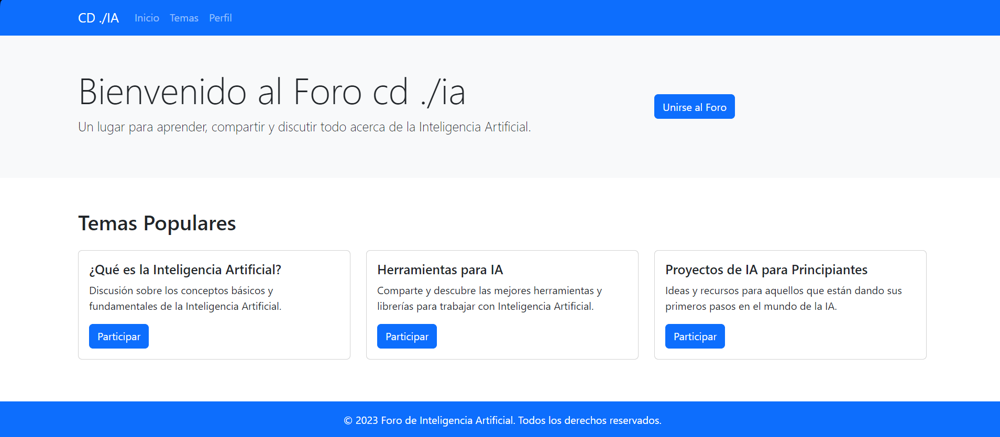 CD ./IA Inicio Temas Perfil
Bienvenido al Foro cd ./ia
Un lugar para aprender, compartir y discutir todo acerca de la Inteligencia Artificial.
Unirse al Foro
Temas Populares
¿Qué es la Inteligencia Artificial?
Discusión sobre los conceptos básicos y
fundamentales de la Inteligencia Artificial.
Participar
Herramientas para IA
Comparte y descubre las mejores herramientas y
librerías para trabajar con Inteligencia Artificial.
Participar
Proyectos de IA para Principiantes
Ideas y recursos para aquellos que están dando sus
primeros pasos en el mundo de la IA.
Participar
© 2023 Foro de Inteligencia Artificial. Todos los derechos reservados.